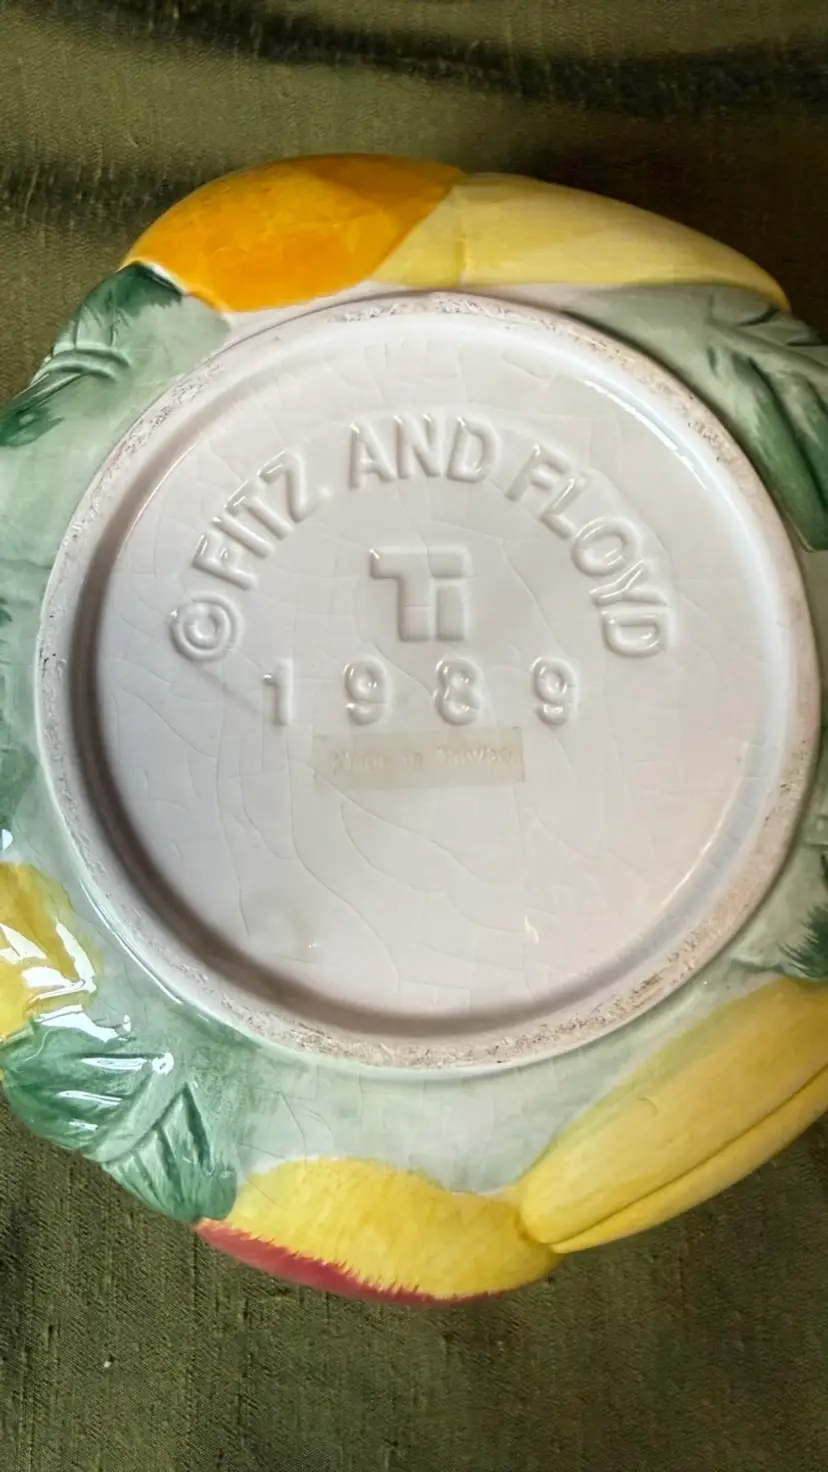 © FITZ AND FLOYD
Ti
1989
Made in Taiwan